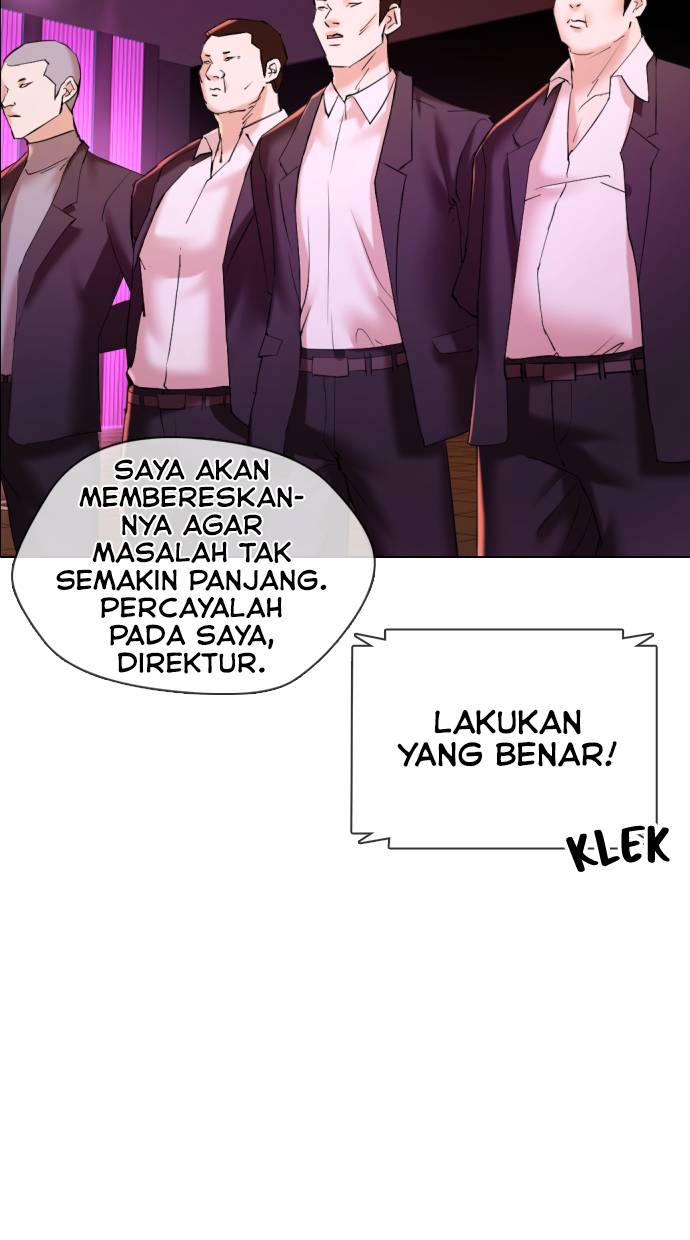 SAYA AKAN
MEMBERESKAN-
NYA AGAR
MASALAH TAK
SEMAKIN PANJANG.
PERCAYALAH
PADA SAYA,
DIREKTUR.
LAKUKAN
YANG BENAR!
KLEK